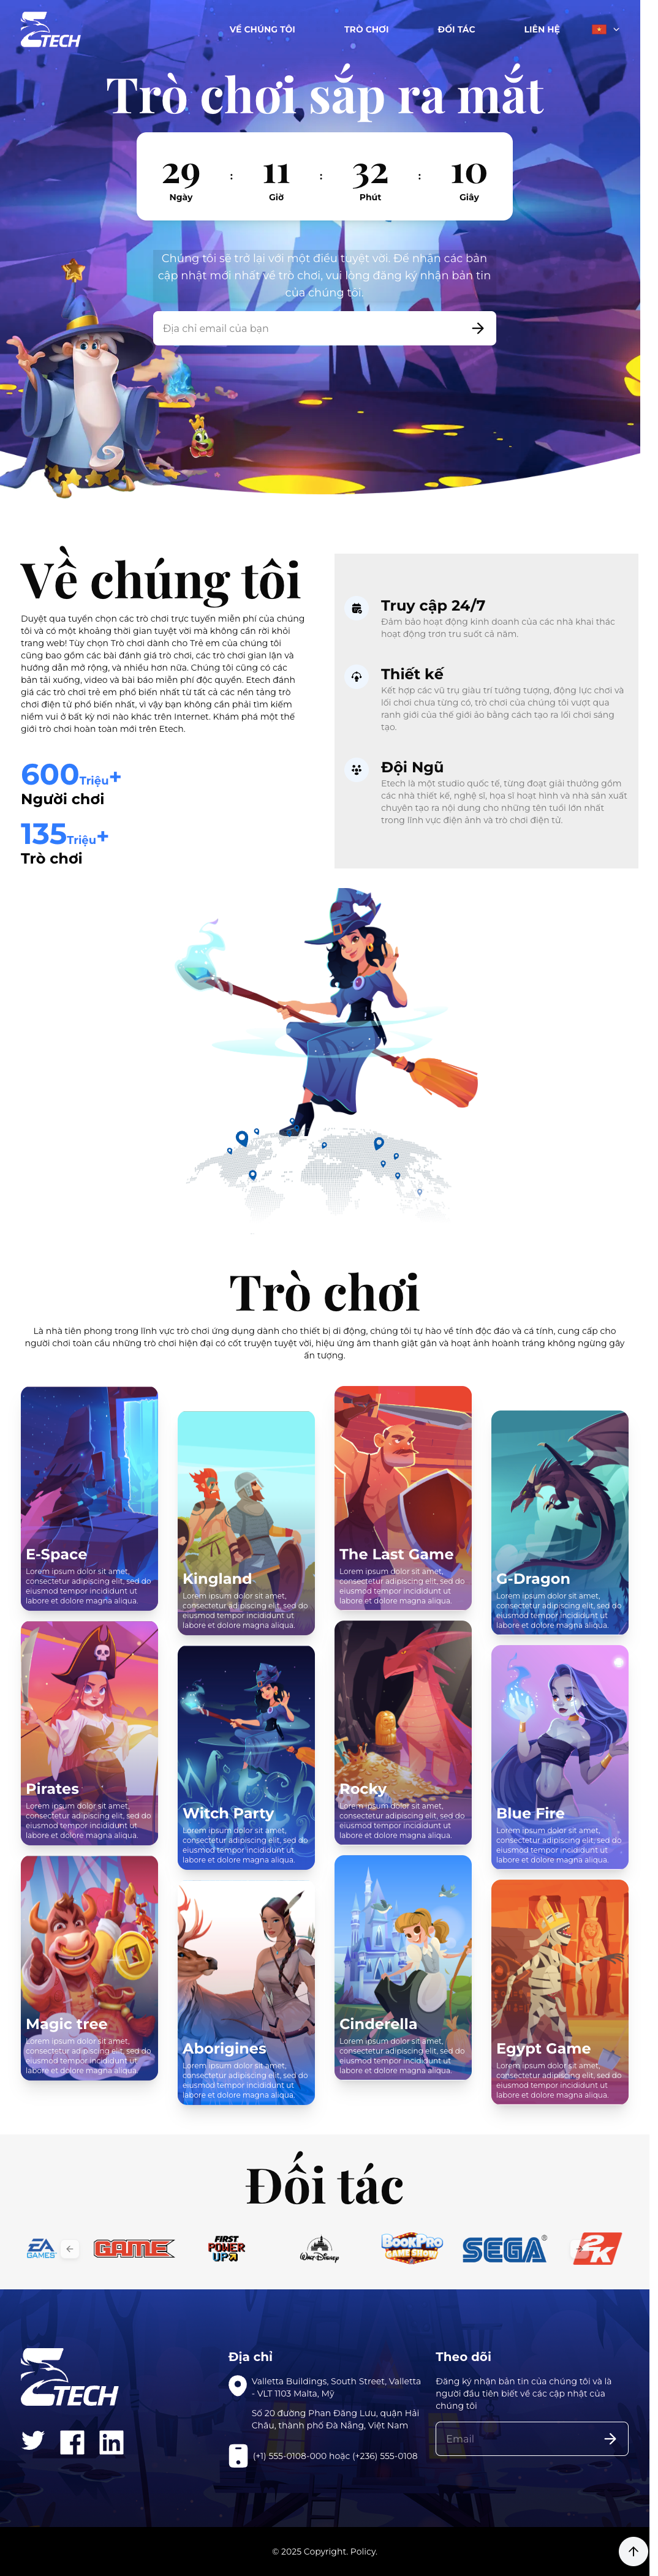 ETECH
VỀ CHÚNG TÔI
TRÒ CHƠI
ĐỐI TÁC
LIÊN HỆ
Trò chơi sắp ra mắt
29 : 11 : 32 : 10
Ngày Giờ Phút Giây
Chúng tôi sẽ trở lại với một điều tuyệt vời. Để nhận các bản
cập nhật mới nhất về trò chơi, vui lòng đăng ký nhận bản tin
của chúng tôi.
Địa chỉ email của bạn
Về chúng tôi
Duyệt qua tuyển chọn các trò chơi trực tuyến miễn phí của chúng
tôi và có một khoảng thời gian tuyệt vời mà không cần rời khỏi
trang web! Tùy chọn Trò chơi dành cho Trẻ em của chúng tôi
cũng bao gồm các bài đánh giá trò chơi, các trò chơi gian lận và
hướng dẫn mở rộng, và nhiều hơn nữa. Chúng tôi cũng có các
bản tải xuống, video và bài báo miễn phí độc quyền. Etech đánh
giá các trò chơi trẻ em phổ biến nhất từ tất cả các nền tảng trò
chơi điện tử phổ biến nhất, vì vậy bạn không cần phải tìm kiếm
niềm vui ở bất kỳ nơi nào khác trên Internet. Khám phá một thế
giới trò chơi hoàn toàn mới trên Etech.
600Triệu+
Người chơi
135Triệu+
Trò chơi
Truy cập 24/7
Đảm bảo hoạt động kinh doanh của các nhà khai thác
hoạt động trơn tru suốt cả năm.
Thiết kế
Kết hợp các vũ trụ giàu trí tưởng tượng, động lực chơi và
lối chơi chưa từng có, trò chơi của chúng tôi vượt qua
ranh giới của thế giới ảo bằng cách tạo ra lối chơi sáng
tạo.
Đội Ngũ
Etech là một studio quốc tế, từng đoạt giải thưởng gồm
các nhà thiết kế, nghệ sĩ, họa sĩ hoạt hình và nhà sản xuất
chuyên tạo ra nội dung cho những tên tuổi lớn nhất
trong lĩnh vực điện ảnh và trò chơi điện tử.
Trò chơi
Là nhà tiên phong trong lĩnh vực trò chơi ứng dụng dành cho thiết bị di động, chúng tôi tự hào về tính độc đáo và cá tính, cung cấp cho
người chơi toàn cầu những trò chơi hiện đại có cốt truyện tuyệt vời, hiệu ứng âm thanh giật gân và hoạt ảnh hoành tráng không ngừng gây
ấn tượng.
E-Space
Lorem ipsum dolor sit amet,
consectetur adipiscing elit, sed do
eiusmod tempor incididunt ut
labore et dolore magna aliqua.
Kingland
Lorem ipsum dolor sit amet,
consectetur adipiscing elit, sed do
eiusmod tempor incididunt ut
labore et dolore magna aliqua.
The Last Game
Lorem ipsum dolor sit amet,
consectetur adipiscing elit, sed do
eiusmod tempor incididunt ut
labore et dolore magna aliqua.
G-Dragon
Lorem ipsum dolor sit amet,
consectetur adipiscing elit, sed do
eiusmod tempor incididunt ut
labore et dolore magna aliqua.
Pirates
Lorem ipsum dolor sit amet,
consectetur adipiscing elit, sed do
eiusmod tempor incididunt ut
labore et dolore magna aliqua.
Witch Party
Lorem ipsum dolor sit amet,
consectetur adipiscing elit, sed do
eiusmod tempor incididunt ut
labore et dolore magna aliqua.
Rocky
Lorem ipsum dolor sit amet,
consectetur adipiscing elit, sed do
eiusmod tempor incididunt ut
labore et dolore magna aliqua.
Blue Fire
Lorem ipsum dolor sit amet,
consectetur adipiscing elit, sed do
eiusmod tempor incididunt ut
labore et dolore magna aliqua.
Magic tree
Lorem ipsum dolor sit amet,
consectetur adipiscing elit, sed do
eiusmod tempor incididunt ut
labore et dolore magna aliqua.
Aborigines
Lorem ipsum dolor sit amet,
consectetur adipiscing elit, sed do
eiusmod tempor incididunt ut
labore et dolore magna aliqua.
Cinderella
Lorem ipsum dolor sit amet,
consectetur adipiscing elit, sed do
eiusmod tempor incididunt ut
labore et dolore magna aliqua.
Egypt Game
Lorem ipsum dolor sit amet,
consectetur adipiscing elit, sed do
eiusmod tempor incididunt ut
labore et dolore magna aliqua.
Đối tác
EA GAMES
GAME
FIRST POWER UP
WALT DISNEY
BOOKPRO GAME SHOW
SEGA®
2K
ETECH
Địa chỉ
Valletta Buildings, South Street, Valletta
- VLT 1103 Malta, Mỹ
Số 20 đường Phan Đăng Lưu, quận Hải
Châu, thành phố Đà Nẵng, Việt Nam
(+1) 555-0108-000 hoặc (+236) 555-0108
Theo dõi
Đăng ký nhận bản tin của chúng tôi và là
người đầu tiên biết về các cập nhật của
chúng tôi
Email
© 2025 Copyright. Policy.